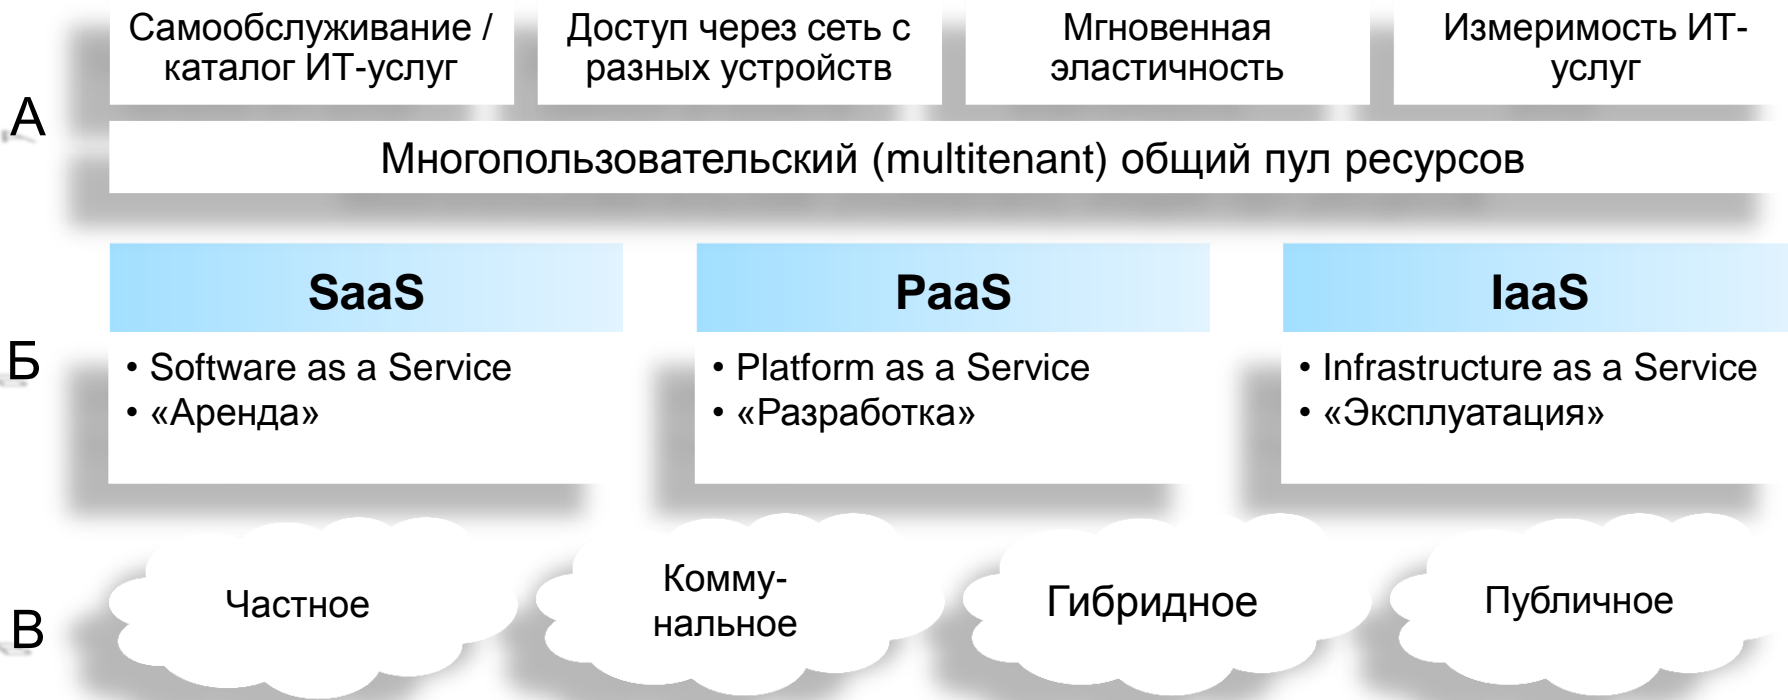 Самообслуживание /
каталог ИТ-услуг
Доступ через сеть с
разных устройств
Мгновенная
эластичность
Измеримость ИТ-
услуг
А
Многопользовательский (multitenant) общий пул ресурсов
SaaS
PaaS
IaaS
Б
• Software as a Service
• «Аренда»
• Platform as a Service
• «Разработка»
• Infrastructure as a Service
• «Эксплуатация»
В
Частное
Комму-
нальное
Гибридное
Публичное